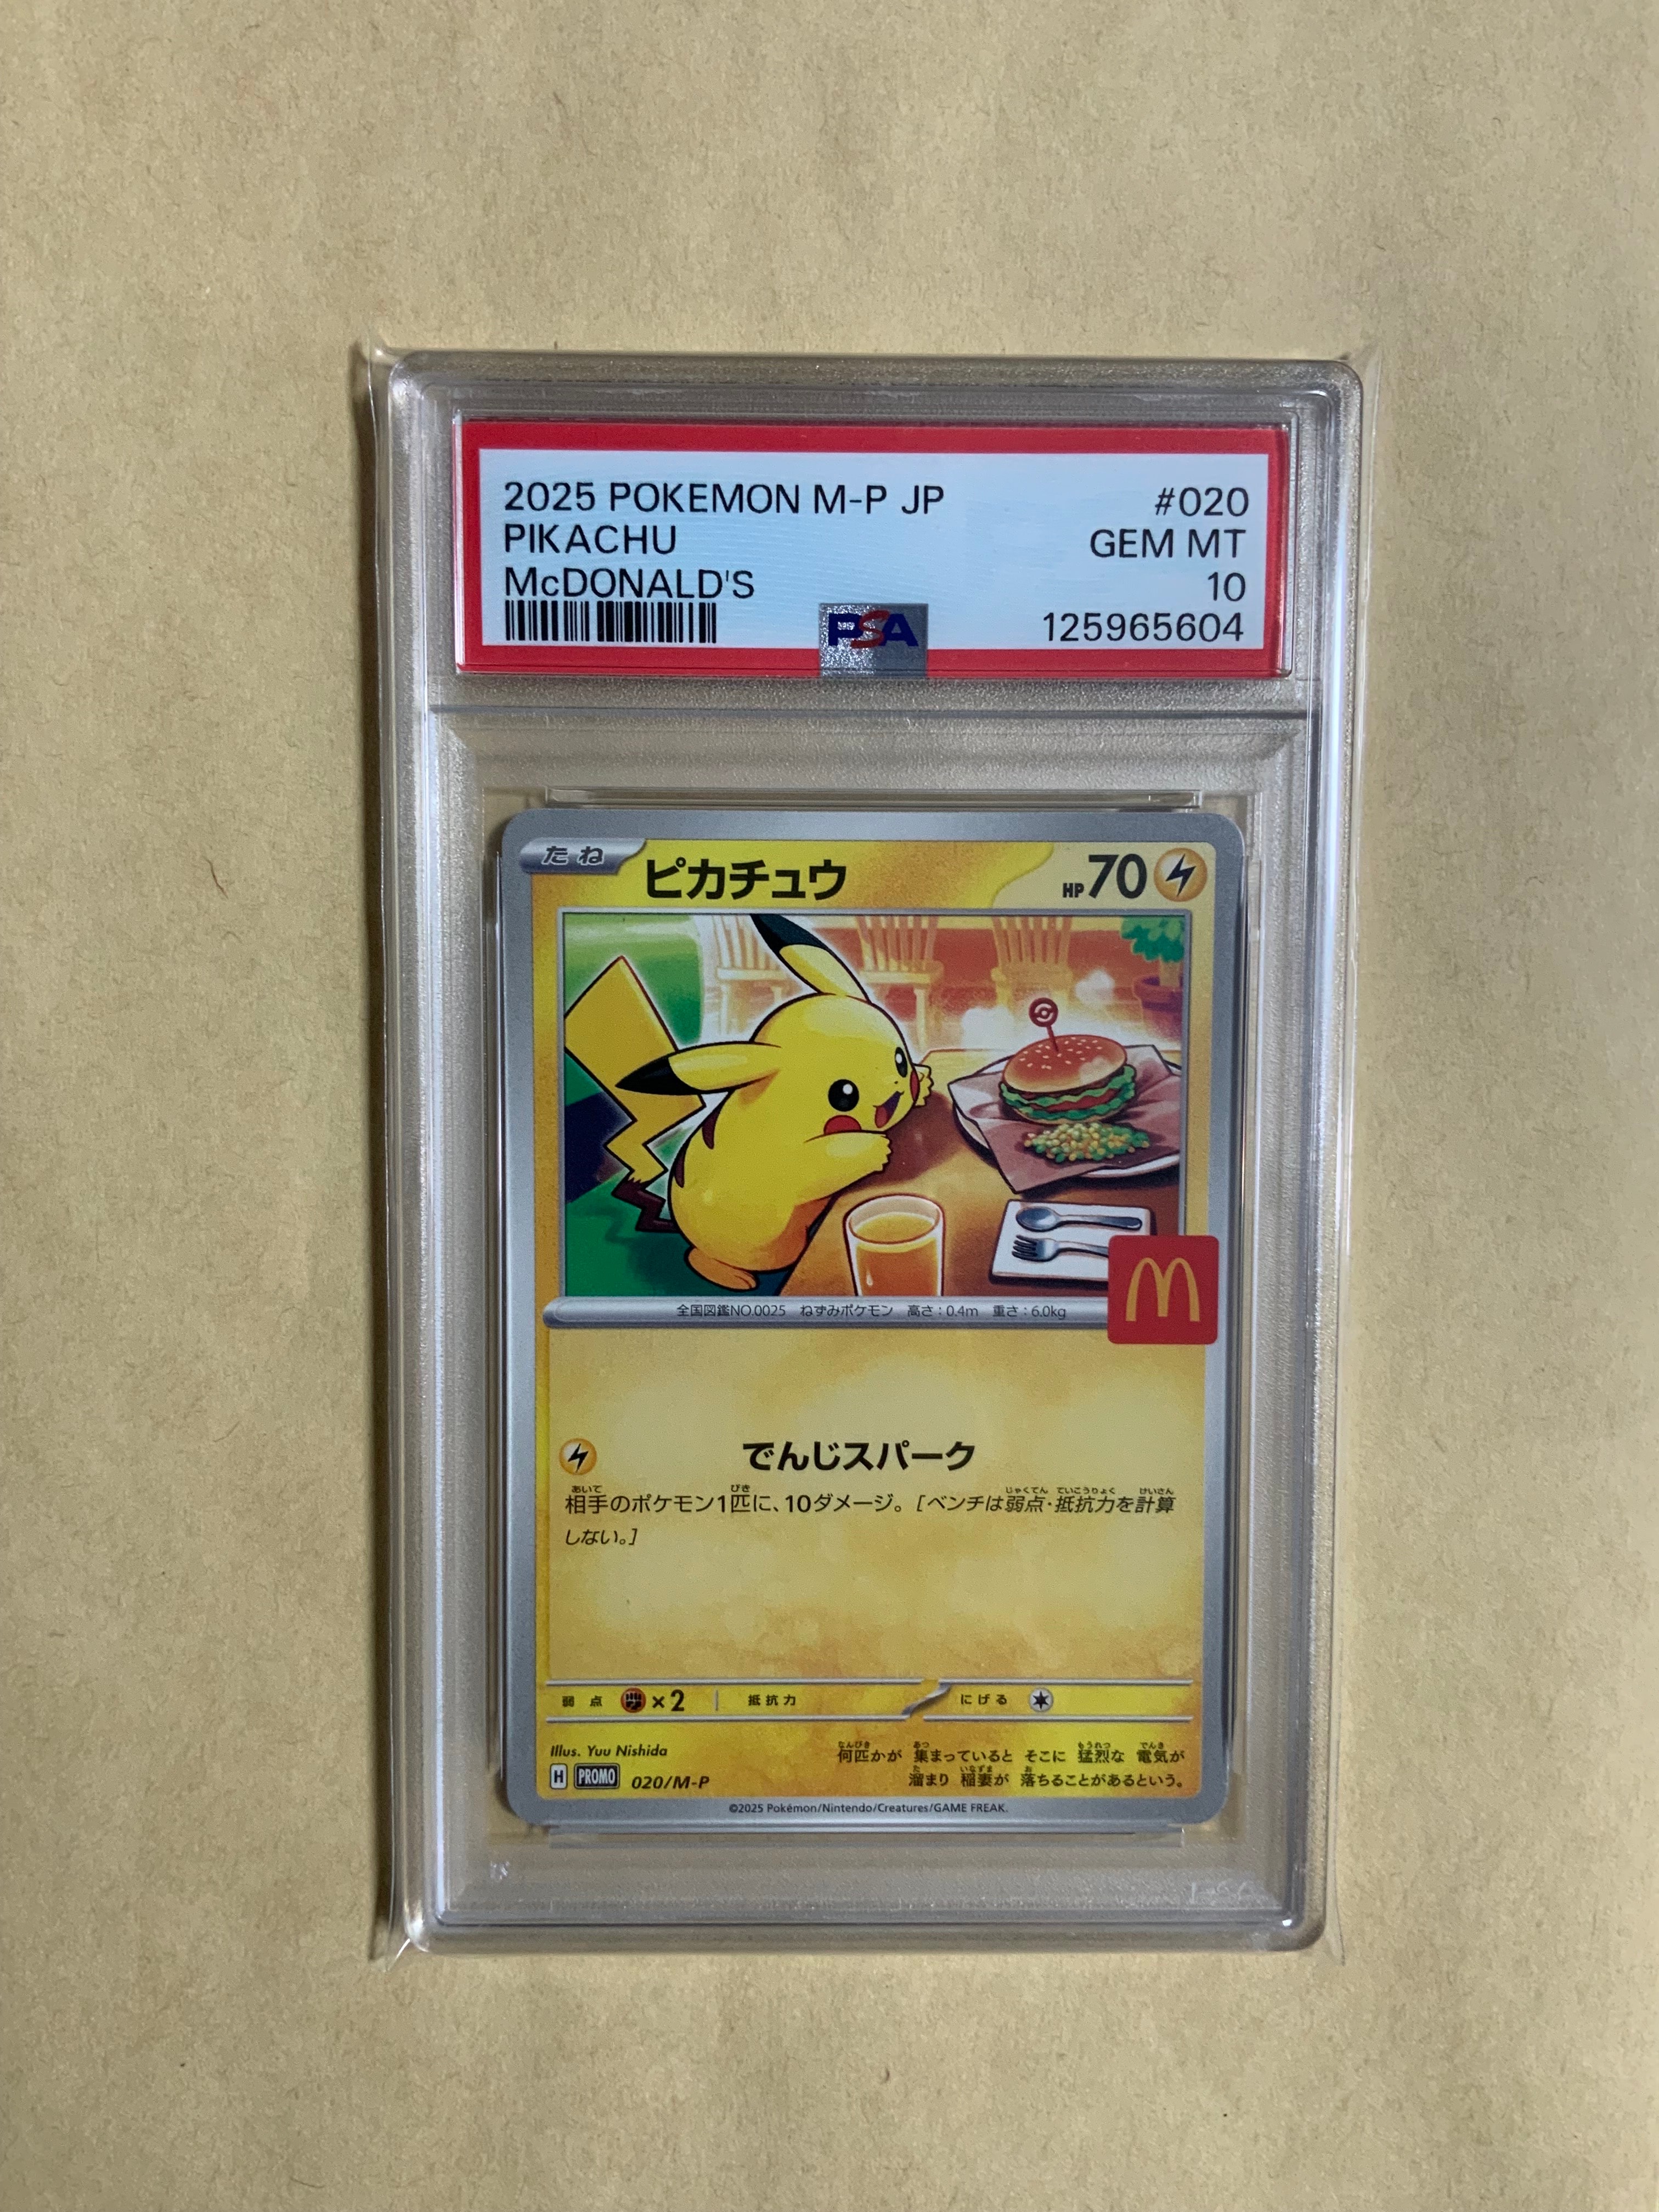 2025 POKEMON M-P JP #020
PIKACHU GEM MT
McDONALD'S 10
PSA 125965604
たね ピカチュウ HP70
全国図鑑NO.0025 ねずみポケモン 高さ:0.4m 重さ:6.0kg
M
でんじスパーク
相手のポケモン1匹に、10ダメージ。[ベンチは弱点・抵抗力を計算
しない。]
弱点 ×2 抵抗力 にげる
Illus. Yuu Nishida
H PROMO 020/M-P
何匹かが 集まっていると そこに 猛烈な 電気が
溜まり 稲妻が 落ちることがあるという。
©2025 Pokémon/Nintendo/Creatures/GAME FREAK.